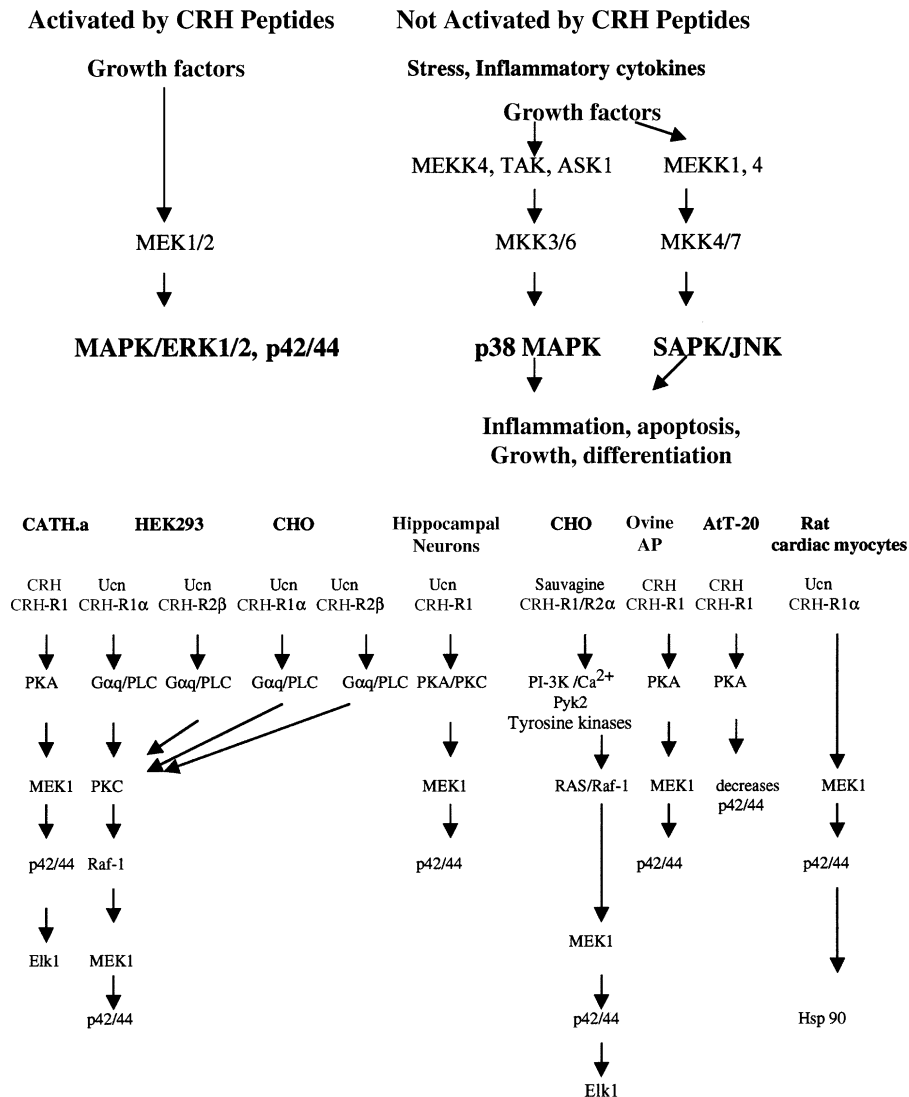 Activated by CRH Peptides
Not Activated by CRH Peptides
Growth factors
Stress, Inflammatory cytokines
Growth factors
MEKK4, TAK, ASK1
MEKK1, 4
MEK1/2
MKK3/6
MKK4/7
MAPK/ERK1/2, p42/44
p38 MAPK
SAPK/JNK
Inflammation, apoptosis,
Growth, differentiation
CATH.a
HEK293
CHO
Hippocampal
Neurons
CHO
Ovine
AP
AtT-20
Rat
cardiac myocytes
CRH
CRH-R1
Ucn
CRH-R1α
Ucn
CRH-R2β
Ucn
CRH-R1α
Ucn
CRH-R2β
Ucn
CRH-R1
Sauvagine
CRH-R1/R2α
CRH
CRH-R1
CRH
CRH-R1
Ucn
CRH-R1α
PKA
Gαq/PLC
Gαq/PLC
Gαq/PLC
Gαq/PLC
PKA/PKC
PI-3K /Ca2+
Pyk2
Tyrosine kinases
PKA
PKA
MEK1
PKC
MEK1
RAS/Raf-1
MEK1
decreases
p42/44
MEK1
p42/44
Raf-1
p42/44
p42/44
p42/44
Elk1
MEK1
MEK1
p42/44
p42/44
Hsp 90
Elk1